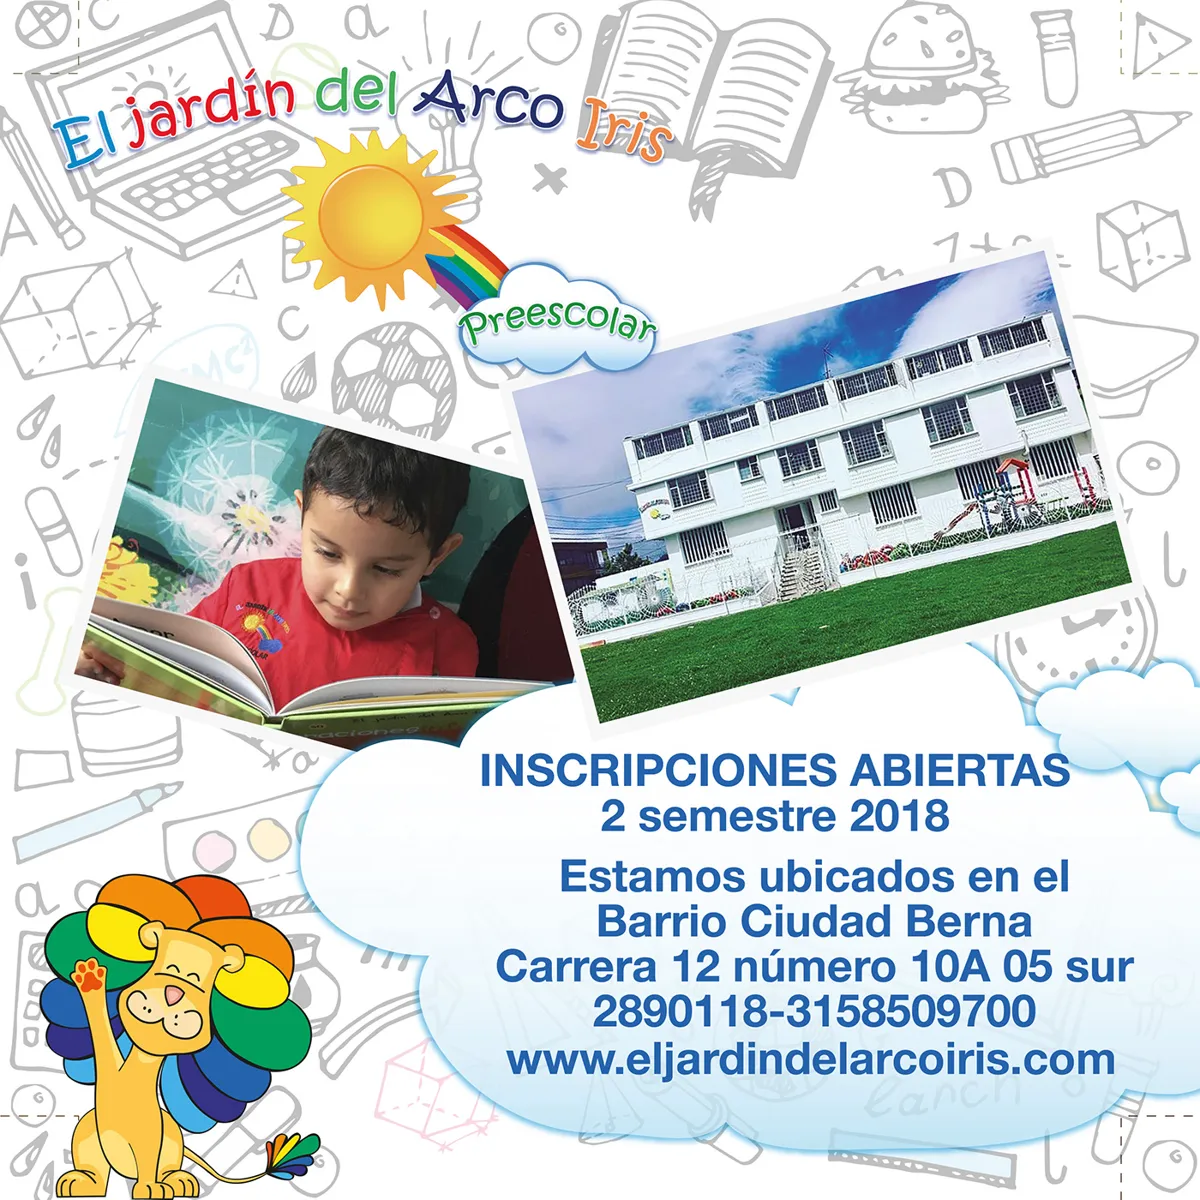 El jardín del Arco Iris
Preescolar
INSCRIPCIONES ABIERTAS
2 semestre 2018
Estamos ubicados en el
Barrio Ciudad Berna
Carrera 12 número 10A 05 sur
2890118-3158509700
www.eljardindelarcoiris.com